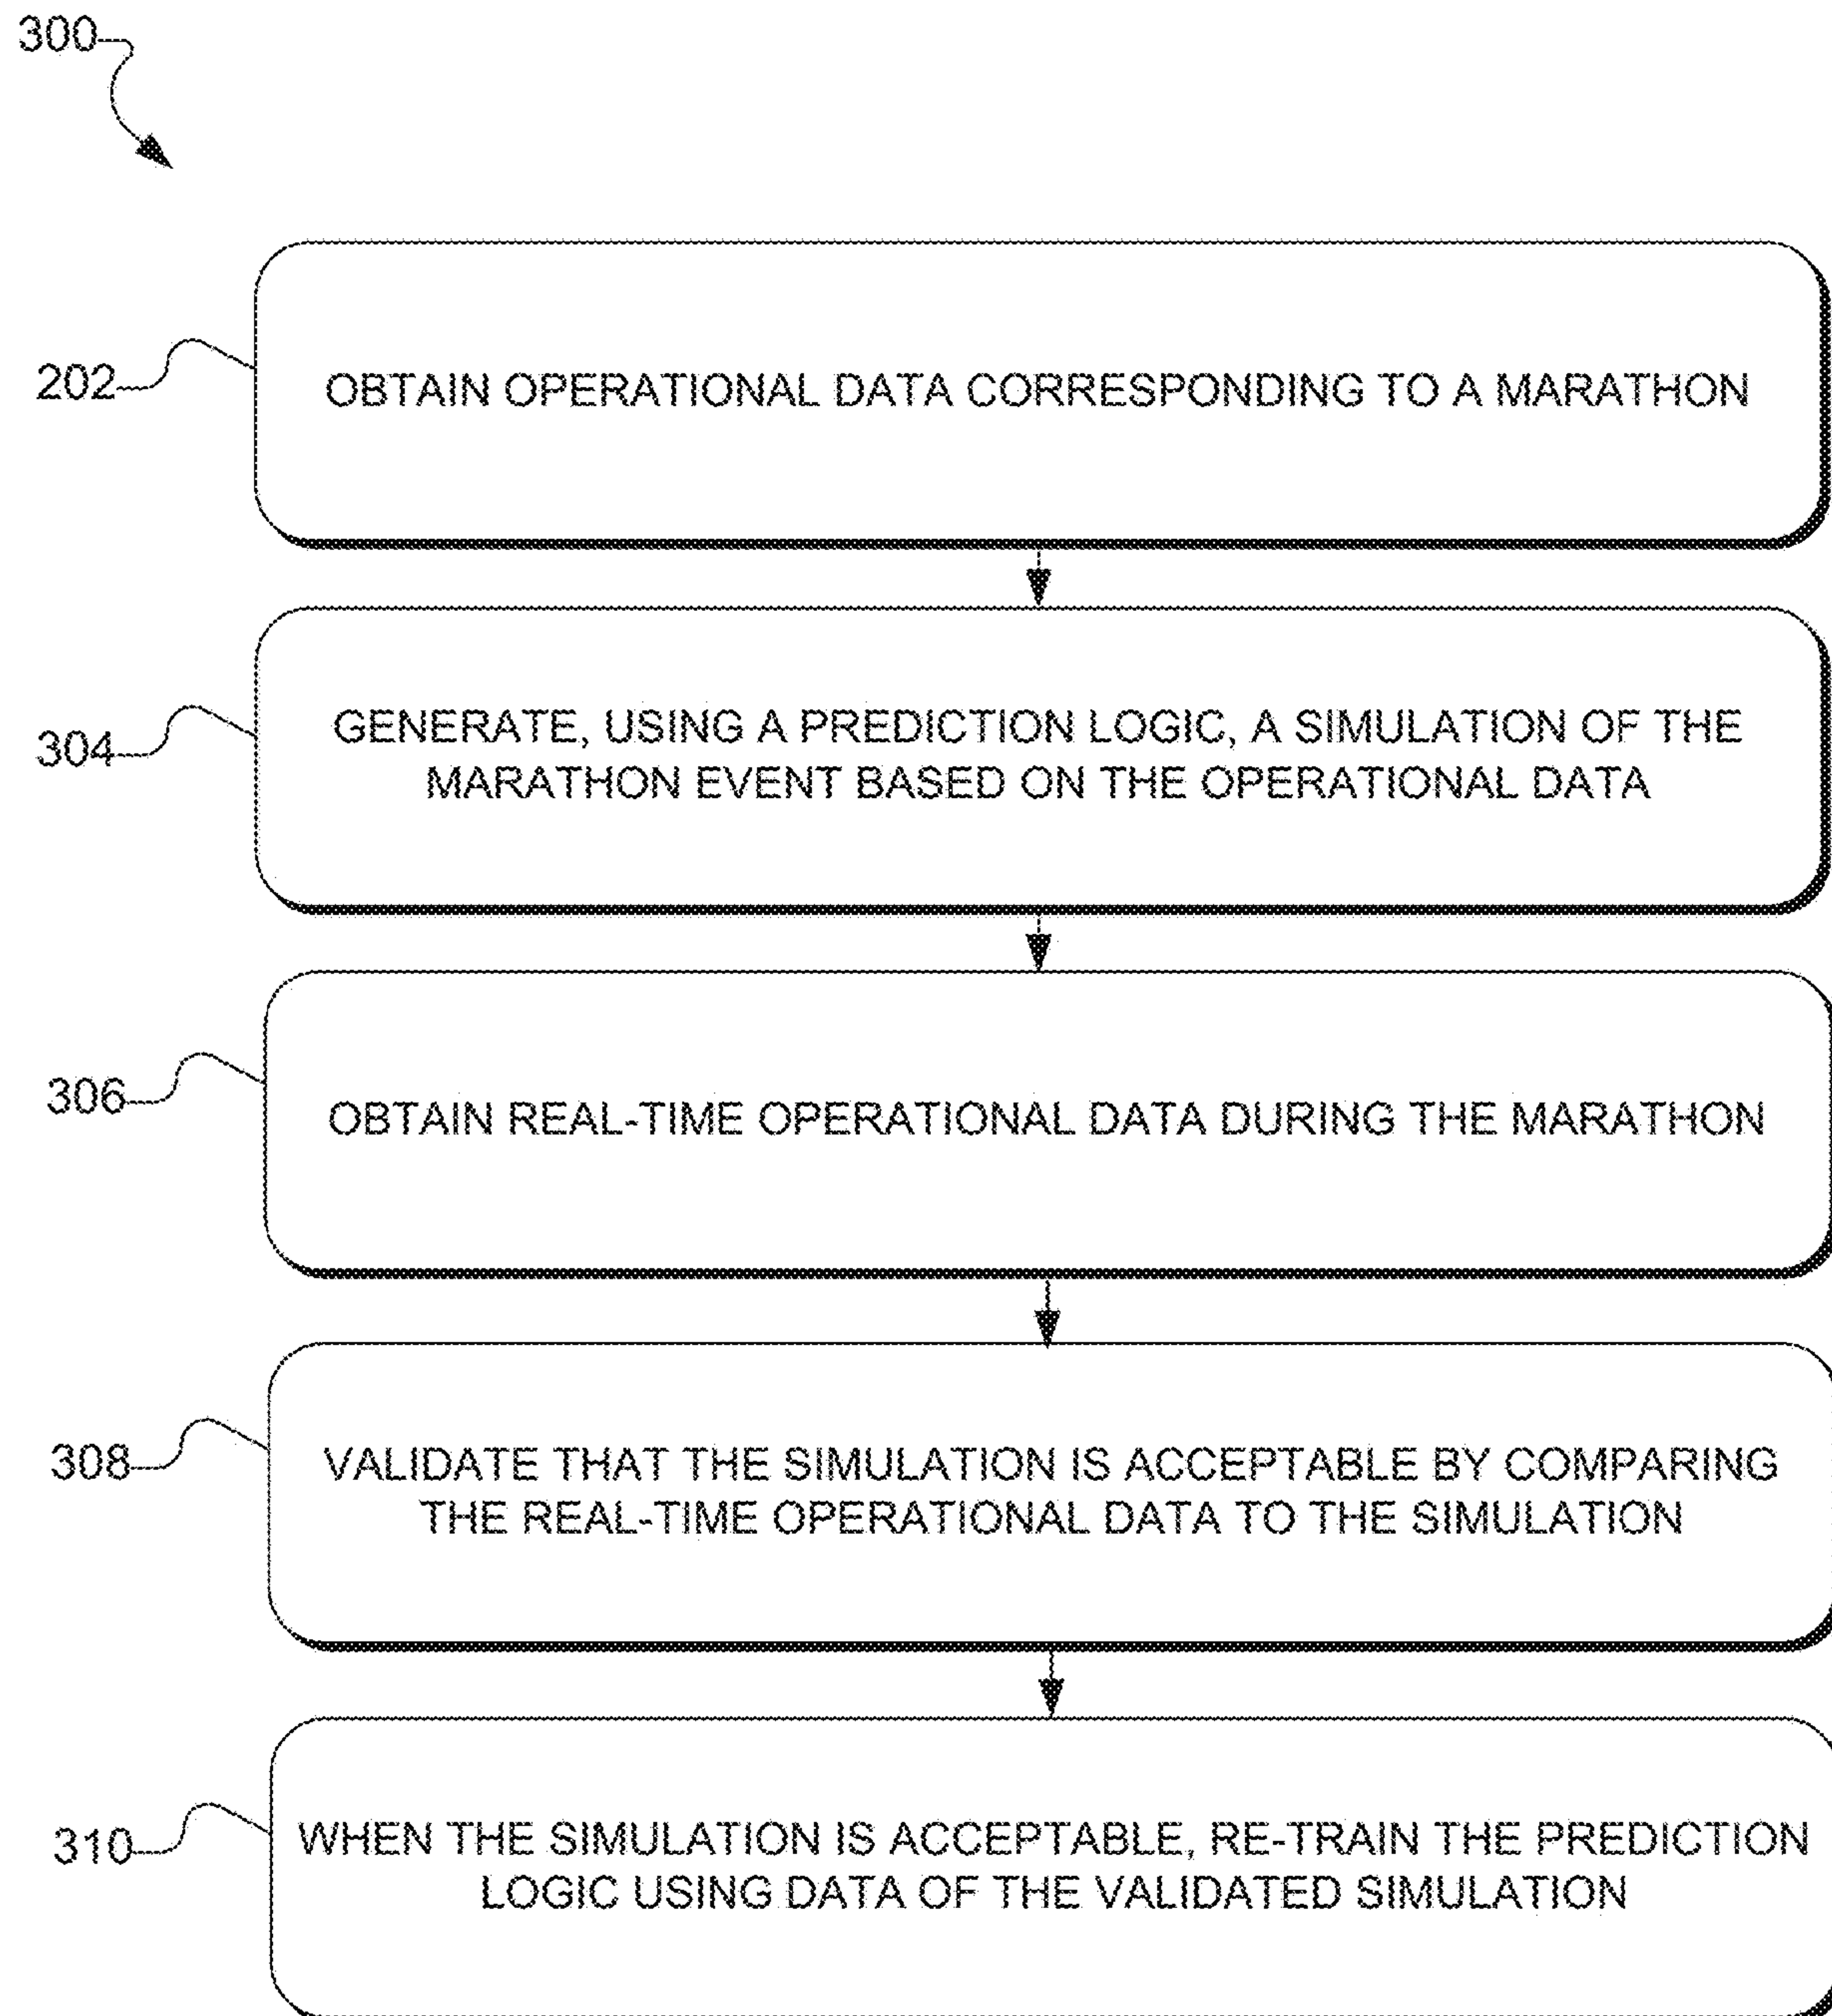 300
202
OBTAIN OPERATIONAL DATA CORRESPONDING TO A MARATHON
304
GENERATE, USING A PREDICTION LOGIC, A SIMULATION OF THE
MARATHON EVENT BASED ON THE OPERATIONAL DATA
306
OBTAIN REAL-TIME OPERATIONAL DATA DURING THE MARATHON
308
VALIDATE THAT THE SIMULATION IS ACCEPTABLE BY COMPARING
THE REAL-TIME OPERATIONAL DATA TO THE SIMULATION
310
WHEN THE SIMULATION IS ACCEPTABLE, RE-TRAIN THE PREDICTION
LOGIC USING DATA OF THE VALIDATED SIMULATION